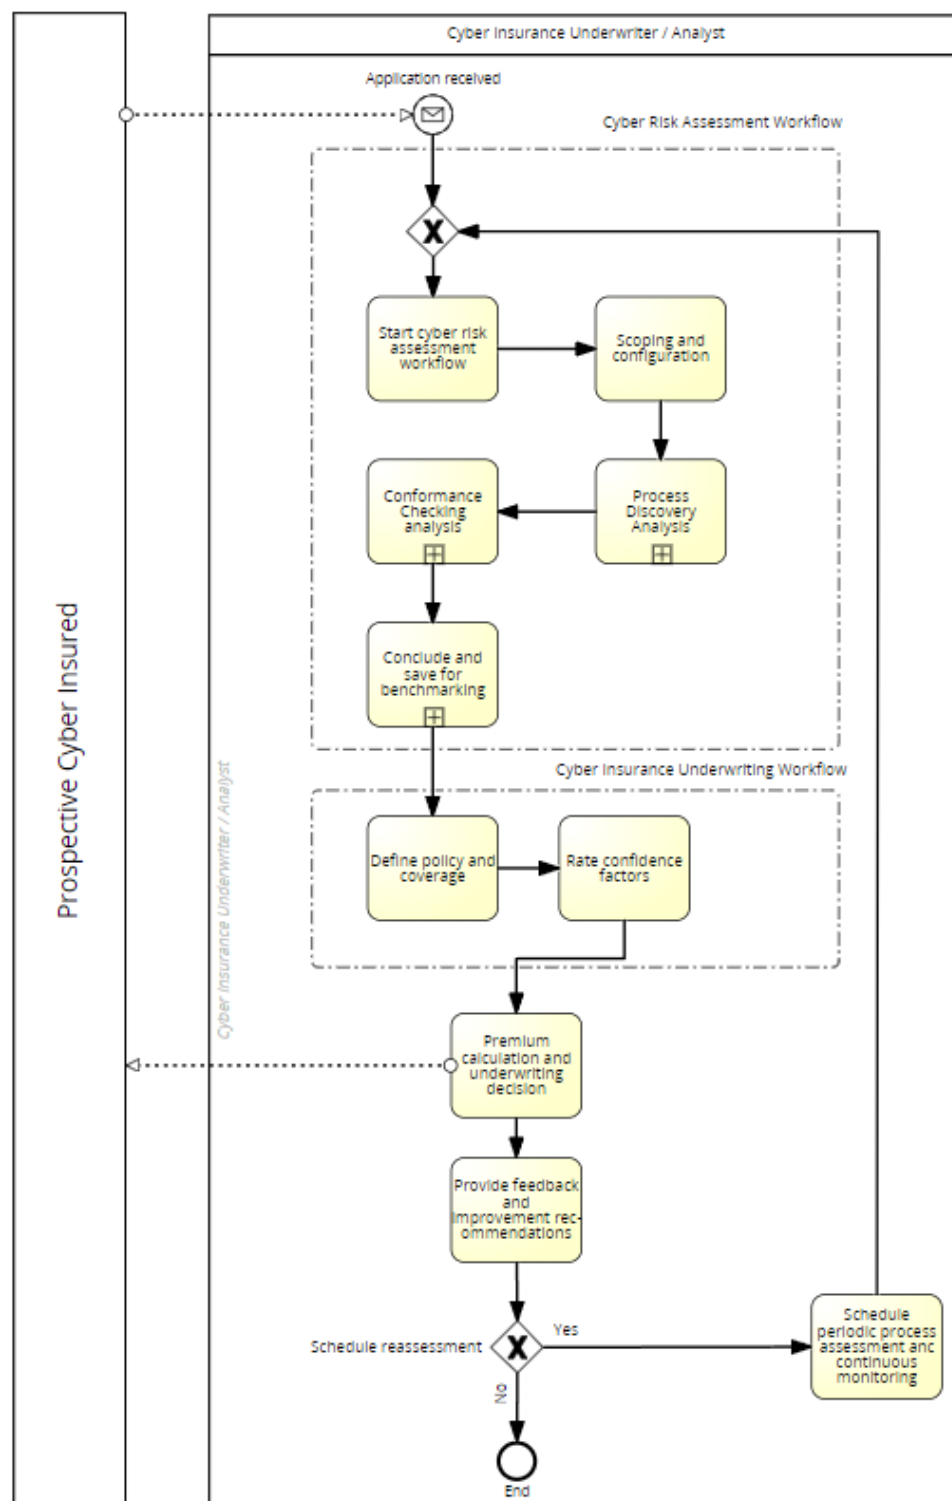 Cyber Insurance Underwriter / Analyst
Application received
Cyber Risk Assessment Workflow
Start cyber risk
assessment
workflow
Scoping and
configuration
Conformance
Checking
analysis
Process
Discovery
Analysis
Conclude and
save for
benchmarking
Prospective Cyber Insured
Cyber Insurance Underwriter / Analyst
Cyber Insurance Underwriting Workflow
Define policy and
coverage
Rate confidence
factors
Premium
calculation and
underwriting
decision
Provide feedback
and
improvement rec-
ommendations
Schedule reassessment
Yes
No
Schedule
periodic process
assessment and
continuous
monitoring
End